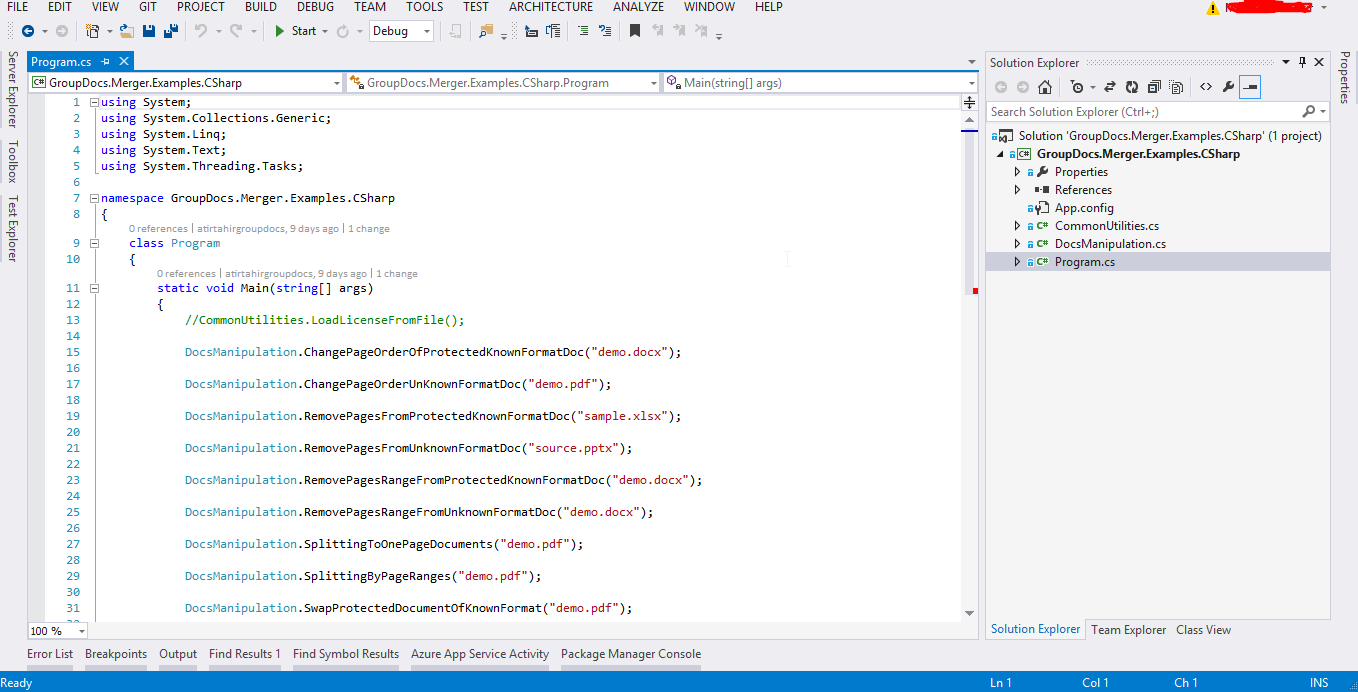 FILE EDIT VIEW GIT PROJECT BUILD DEBUG TEAM TOOLS TEST ARCHITECTURE ANALYZE WINDOW HELP
Start Debug
Server Explorer
Toolbox
Test Explorer
Program.cs
GroupDocs.Merger.Examples.CSharp GroupDocs.Merger.Examples.CSharp.Program Main(string[] args)
1 using System;
2 using System.Collections.Generic;
3 using System.Linq;
4 using System.Text;
5 using System.Threading.Tasks;
6
7 namespace GroupDocs.Merger.Examples.CSharp
8 {
0 references | atirtahirgroupdocs, 9 days ago | 1 change
9 class Program
10 {
0 references | atirtahirgroupdocs, 9 days ago | 1 change
11 static void Main(string[] args)
12 {
13 //CommonUtilities.LoadLicenseFromFile();
14
15 DocsManipulation.ChangePageOrderOfProtectedKnownFormatDoc("demo.docx");
16
17 DocsManipulation.ChangePageOrderUnKnownFormatDoc("demo.pdf");
18
19 DocsManipulation.RemovePagesFromProtectedKnownFormatDoc("sample.xlsx");
20
21 DocsManipulation.RemovePagesFromUnknownFormatDoc("source.pptx");
22
23 DocsManipulation.RemovePagesRangeFromProtectedKnownFormatDoc("demo.docx");
24
25 DocsManipulation.RemovePagesRangeFromUnknownFormatDoc("demo.docx");
26
27 DocsManipulation.SplittingToOnePageDocuments("demo.pdf");
28
29 DocsManipulation.SplittingByPageRanges("demo.pdf");
30
31 DocsManipulation.SwapProtectedDocumentOfKnownFormat("demo.pdf");
100 %
Solution Explorer
Search Solution Explorer (Ctrl+;)
Solution 'GroupDocs.Merger.Examples.CSharp' (1 project)
GroupDocs.Merger.Examples.CSharp
Properties
References
App.config
CommonUtilities.cs
DocsManipulation.cs
Program.cs
Solution Explorer Team Explorer Class View
Properties
Error List Breakpoints Output Find Results 1 Find Symbol Results Azure App Service Activity Package Manager Console
Ready Ln 1 Col 1 Ch 1 INS